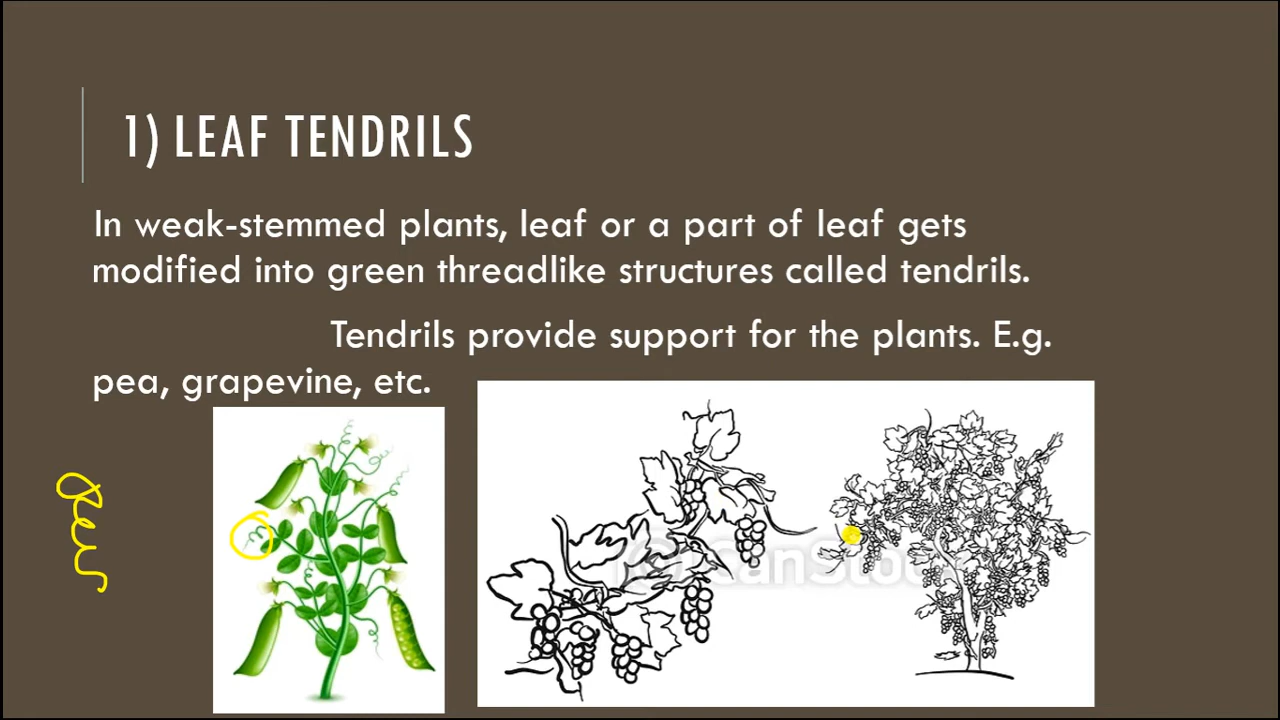 1) LEAF TENDRILS
In weak-stemmed plants, leaf or a part of leaf gets
modified into green threadlike structures called tendrils.
Tendrils provide support for the plants. E.g.
pea, grapevine, etc.